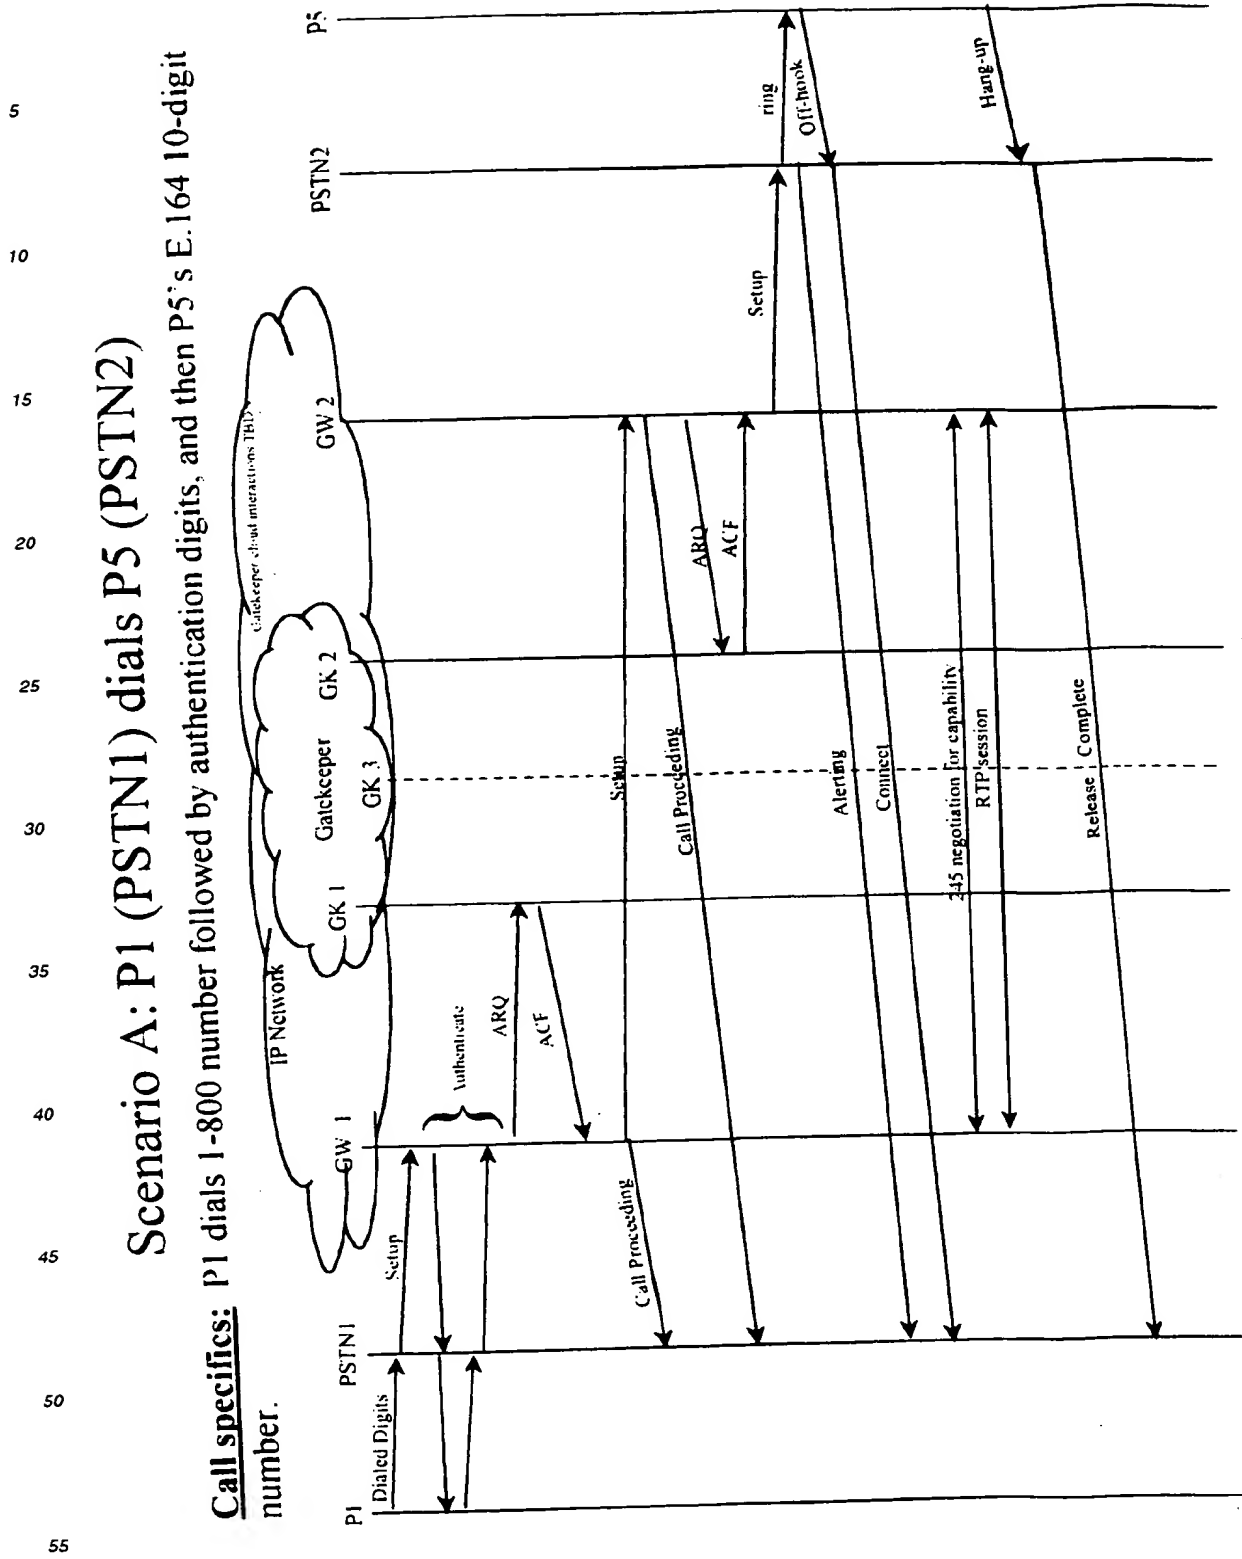 Scenario A: P1 (PSTN1) dials P5 (PSTN2)
Call specifics: P1 dials 1-800 number followed by authentication digits, and then P5's E.164 10-digit
number.
Gatekeeper cloud interactions TBD
IP Network
Gatekeeper
P1
PSTN1
GW 1
GK 1
GK 3
GK 2
GW 2
PSTN2
P5
Dialed Digits
Setup
Authenticate
ARQ
ACF
Setup
Call Proceeding
Call Proceeding
ARQ
ACF
Setup
ring
Off-hook
Alerting
Connect
245 negotiation for capability
RTP session
Hang-up
Release Complete
5
10
15
20
25
30
35
40
45
50
55